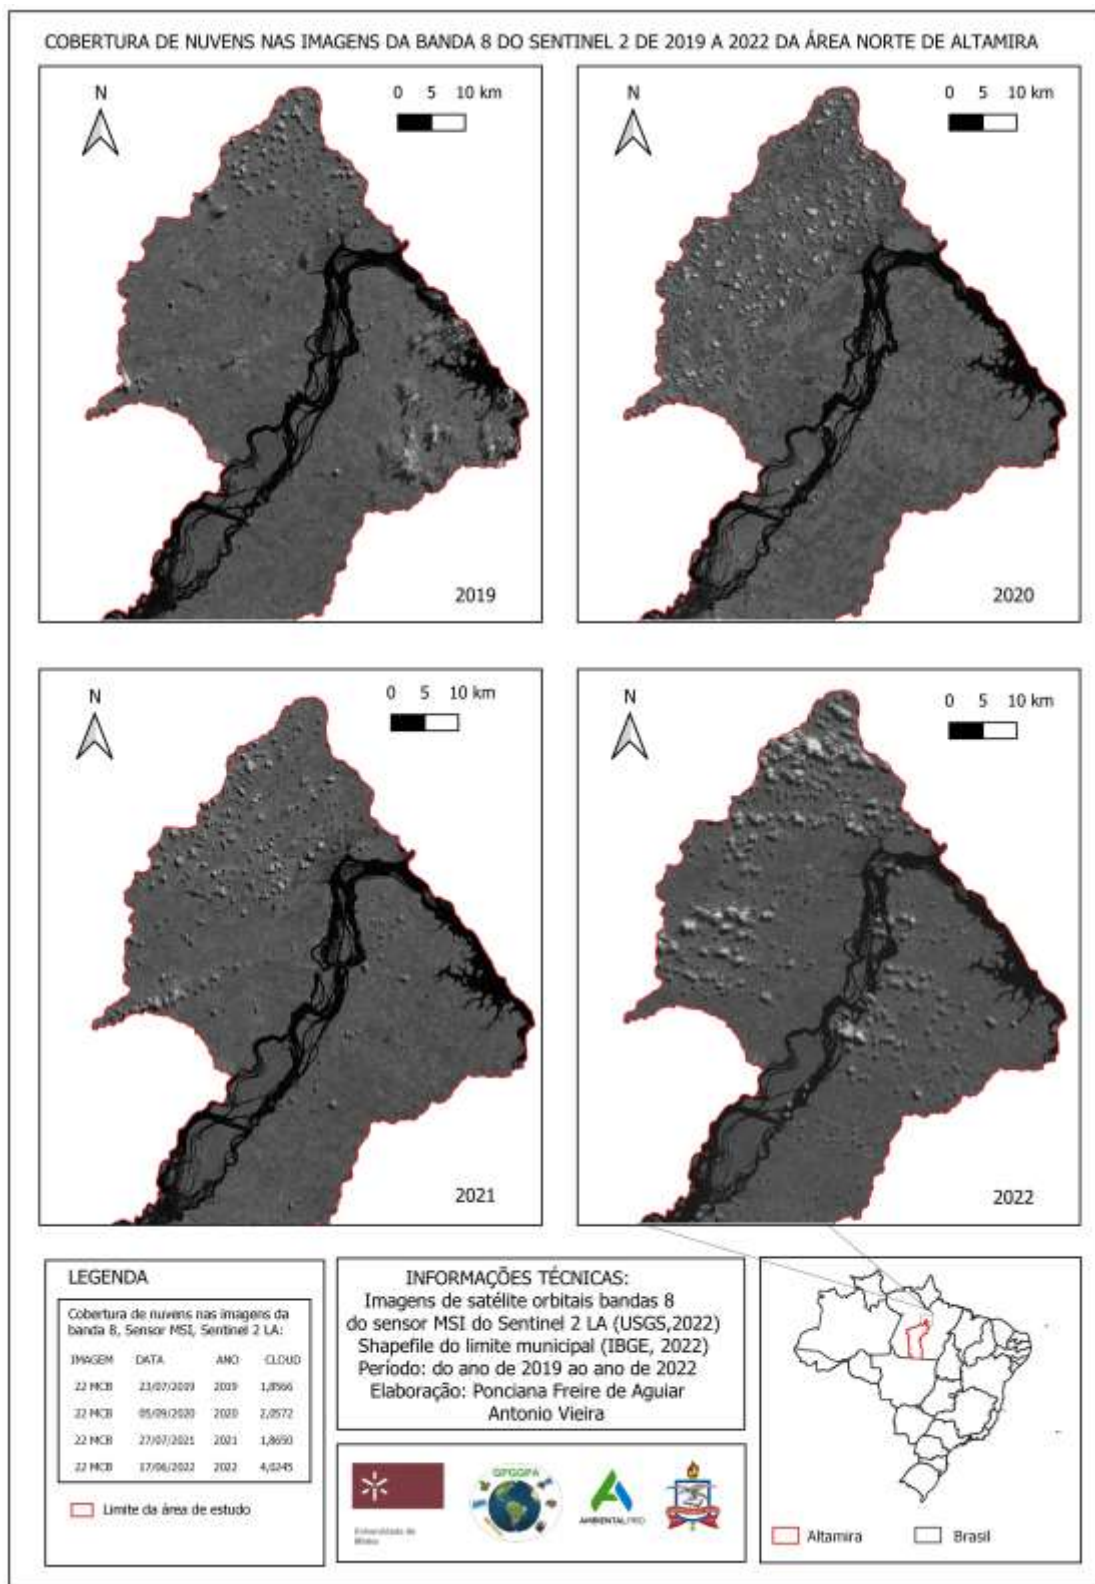 COBERTURA DE NUVENS NAS IMAGENS DA BANDA 8 DO SENTINEL 2 DE 2019 A 2022 DA ÁREA NORTE DE ALTAMIRA
N
0 5 10 km
2019
N
0 5 10 km
2020
N
0 5 10 km
2021
N
0 5 10 km
2022
LEGENDA
Cobertura de nuvens nas imagens da
banda 8, Sensor MSI, Sentinel 2 LA:
IMAGEM DATA ANO CLOUD
22 MCB 23/07/2019 2019 1,8566
22 MCB 05/09/2020 2020 2,0572
22 MCB 27/07/2021 2021 1,8650
22 MCB 17/06/2022 2022 4,0245
Limite da área de estudo
INFORMAÇÕES TÉCNICAS:
Imagens de satélite orbitais bandas 8
do sensor MSI do Sentinel 2 LA (USGS,2022)
Shapefile do limite municipal (IBGE, 2022)
Período: do ano de 2019 ao ano de 2022
Elaboração: Ponciana Freire de Aguiar
Antonio Vieira
Universidade do
Minho
GPGGPA
AMBIENTALPRO
Altamira Brasil